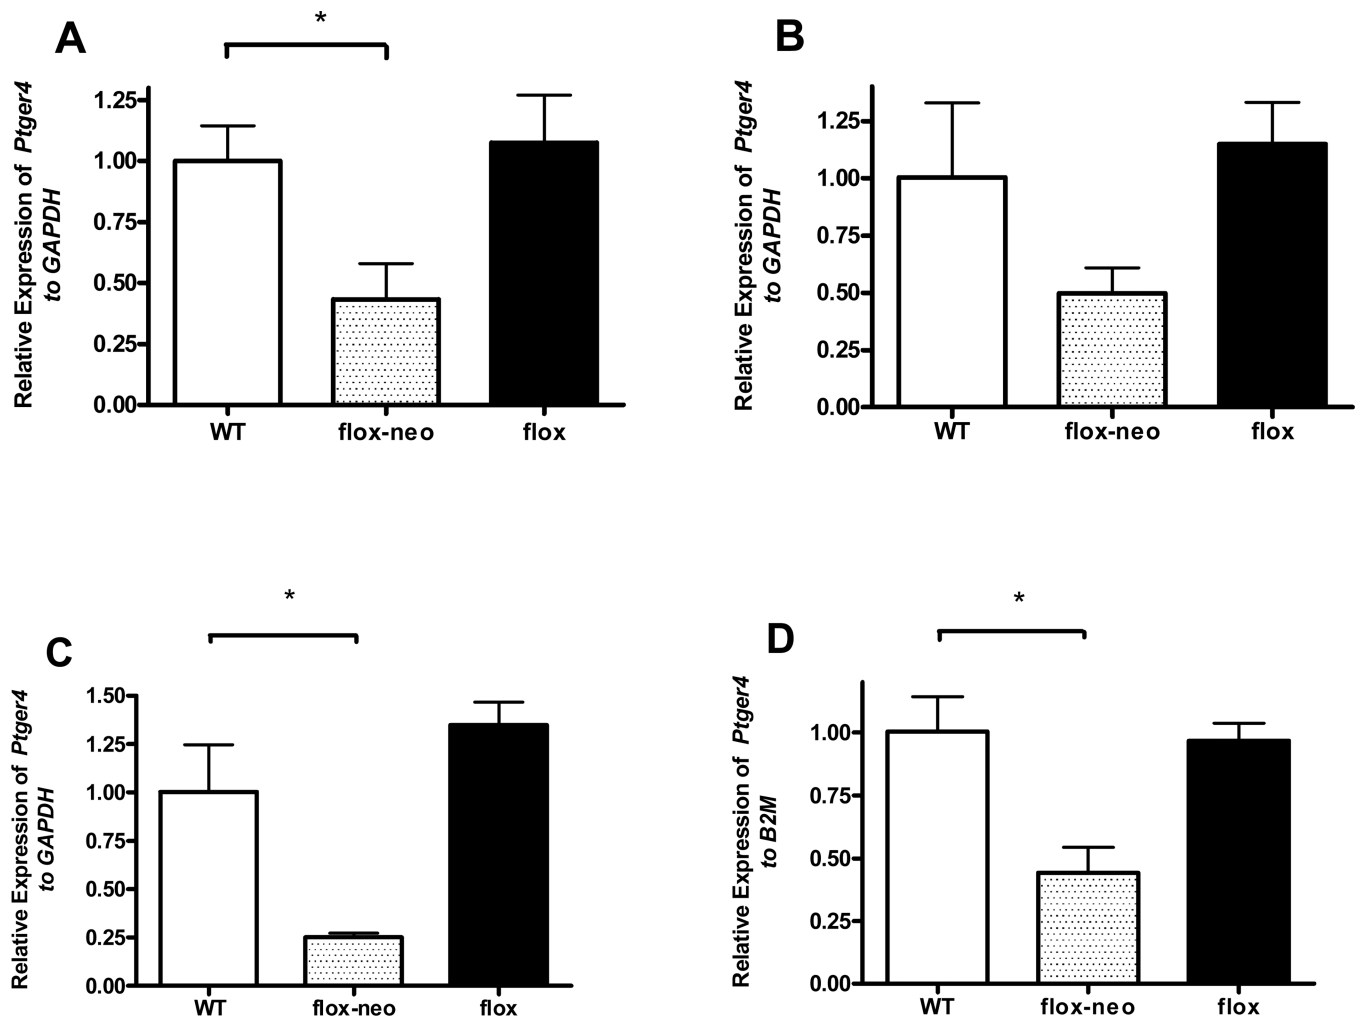 A
*
Relative Expression of Ptger4
to GAPDH
1.25
1.00
0.75
0.50
0.25
0.00
WT flox-neo flox
B
Relative Expression of Ptger4
to GAPDH
1.25
1.00
0.75
0.50
0.25
0.00
WT flox-neo flox
C
*
Relative Expression of Ptger4
to GAPDH
1.50
1.25
1.00
0.75
0.50
0.25
0.00
WT flox-neo flox
D
*
Relative Expression of Ptger4
to B2M
1.00
0.75
0.50
0.25
0.00
WT flox-neo flox